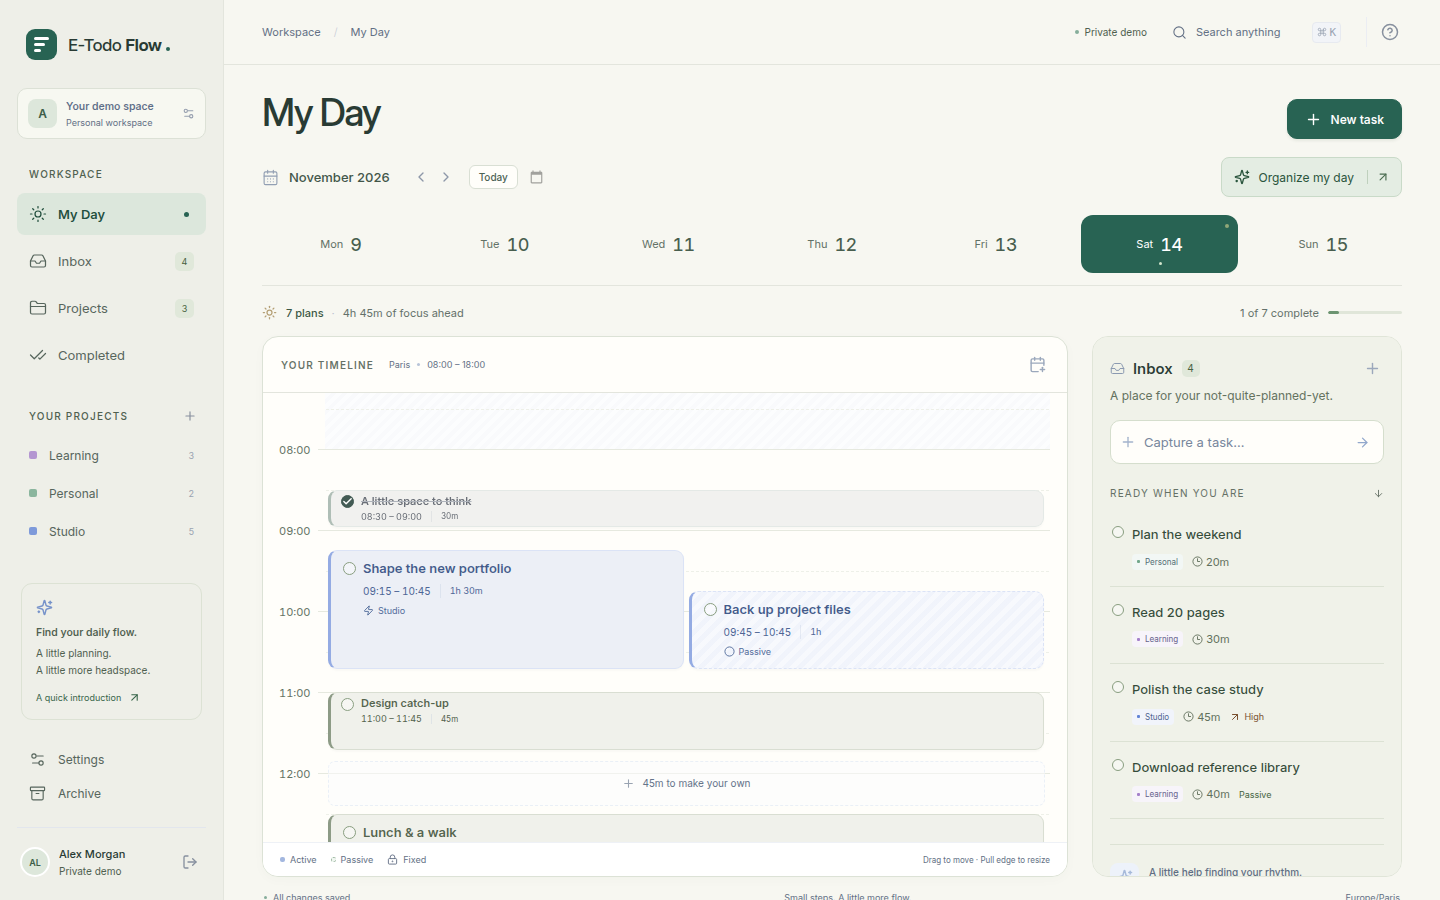 E-Todo Flow.
A
Your demo space
Personal workspace
WORKSPACE
My Day
Inbox 4
Projects 3
Completed
YOUR PROJECTS
Learning 3
Personal 2
Studio 5
Find your daily flow.
A little planning.
A little more headspace.
A quick introduction
Settings
Archive
AL
Alex Morgan
Private demo
Workspace / My Day
Private demo
Search anything
⌘ K
My Day
New task
November 2026
Today
Organize my day
Mon 9
Tue 10
Wed 11
Thu 12
Fri 13
Sat 14
Sun 15
7 plans · 4h 45m of focus ahead
1 of 7 complete
YOUR TIMELINE Paris • 08:00 – 18:00
08:00
A little space to think
08:30 – 09:00 30m
09:00
Shape the new portfolio
09:15 – 10:45 1h 30m
Studio
10:00
Back up project files
09:45 – 10:45 1h
Passive
11:00
Design catch-up
11:00 – 11:45 45m
12:00
45m to make your own
Lunch & a walk
Active Passive Fixed
Drag to move · Pull edge to resize
Inbox 4
A place for your not-quite-planned-yet.
Capture a task...
READY WHEN YOU ARE
Plan the weekend
Personal 20m
Read 20 pages
Learning 30m
Polish the case study
Studio 45m High
Download reference library
Learning 40m Passive
A little help finding your rhythm.
All changes saved
Small steps. A little more flow.
Europe/Paris